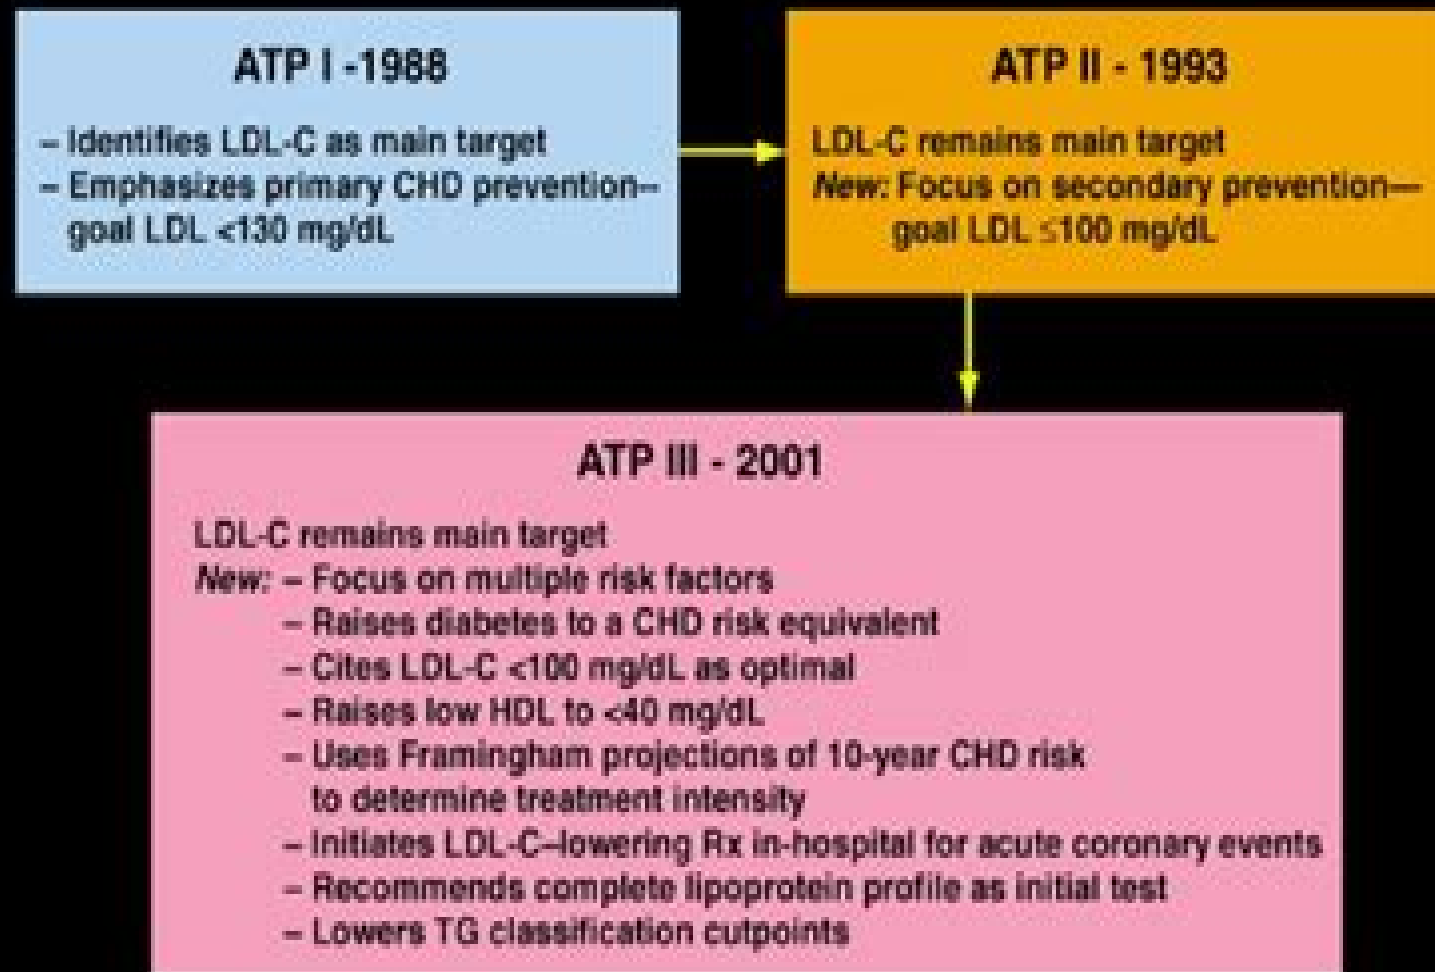 ATP I -1988
– Identifies LDL-C as main target
– Emphasizes primary CHD prevention–
goal LDL <130 mg/dL
ATP II - 1993
LDL-C remains main target
New: Focus on secondary prevention—
goal LDL ≤100 mg/dL
ATP III - 2001
LDL-C remains main target
New: – Focus on multiple risk factors
– Raises diabetes to a CHD risk equivalent
– Cites LDL-C <100 mg/dL as optimal
– Raises low HDL to <40 mg/dL
– Uses Framingham projections of 10-year CHD risk
to determine treatment intensity
– Initiates LDL-C–lowering Rx in-hospital for acute coronary events
– Recommends complete lipoprotein profile as initial test
– Lowers TG classification cutpoints